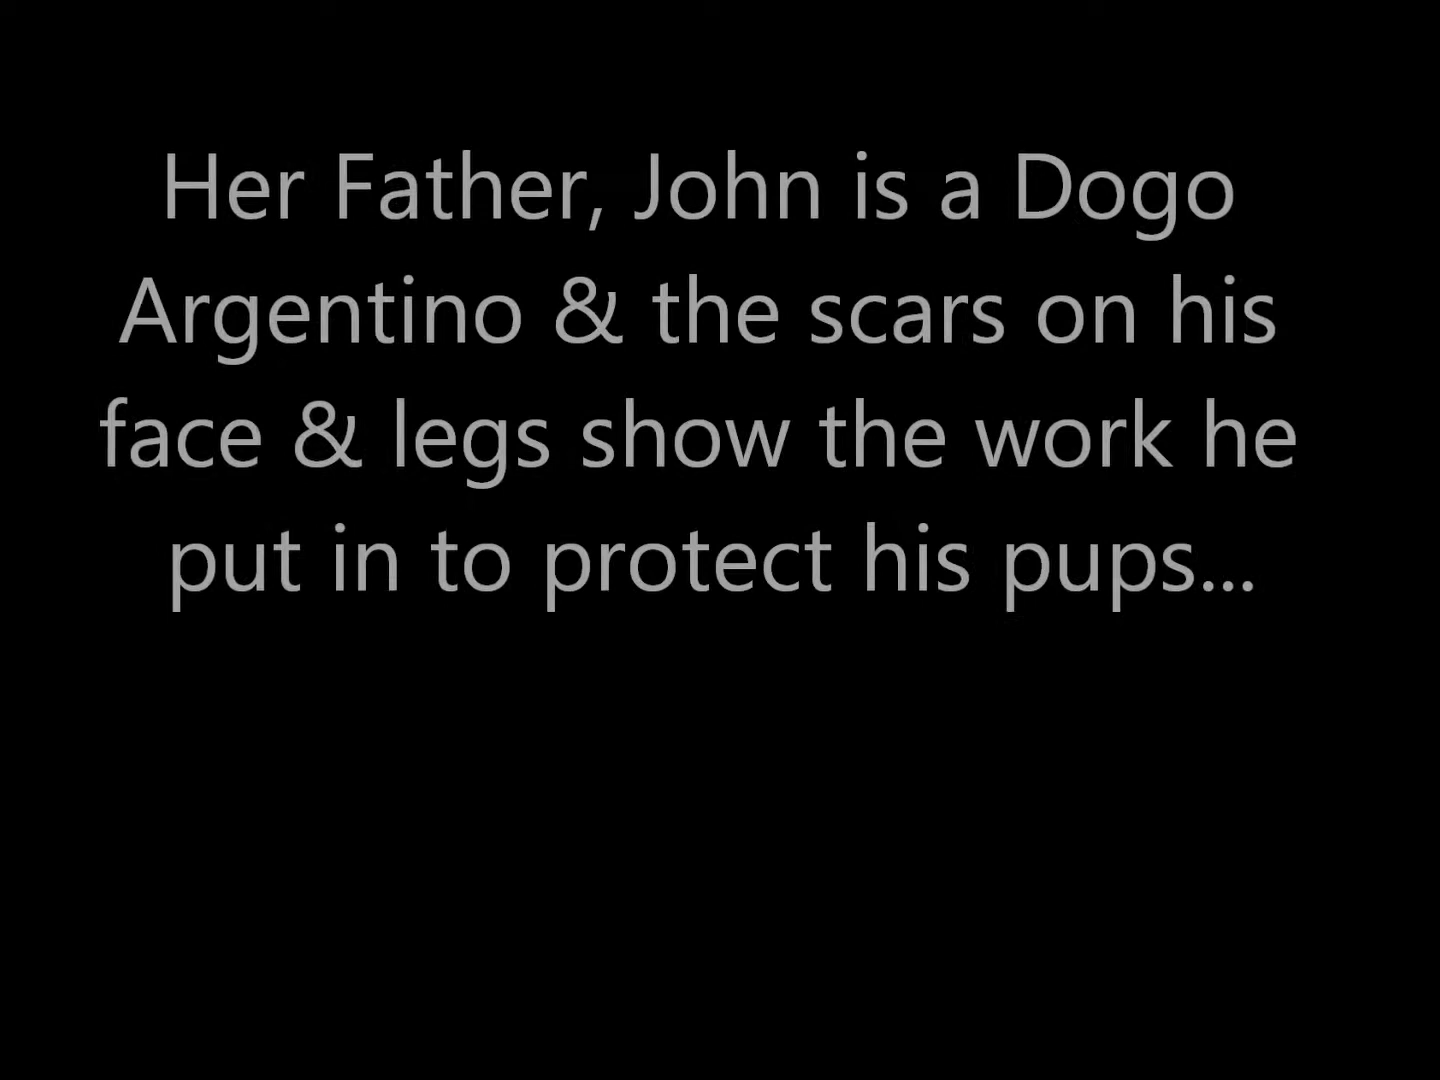 Her Father, John is a Dogo
Argentino & the scars on his
face & legs show the work he
put in to protect his pups...